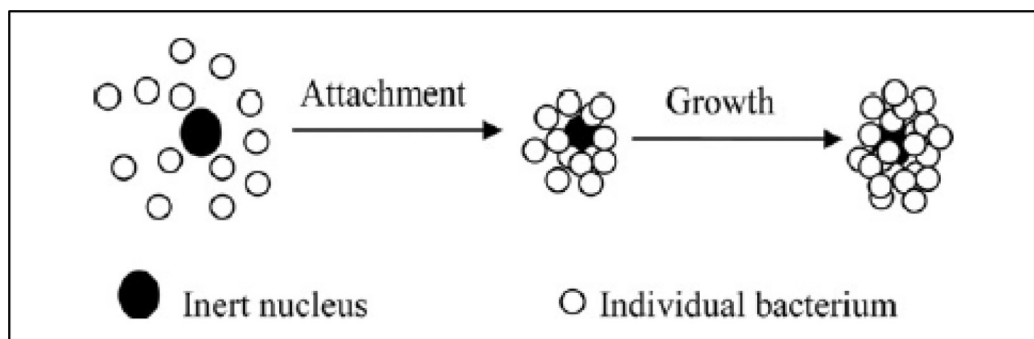 Attachment
Growth
Inert nucleus
Individual bacterium